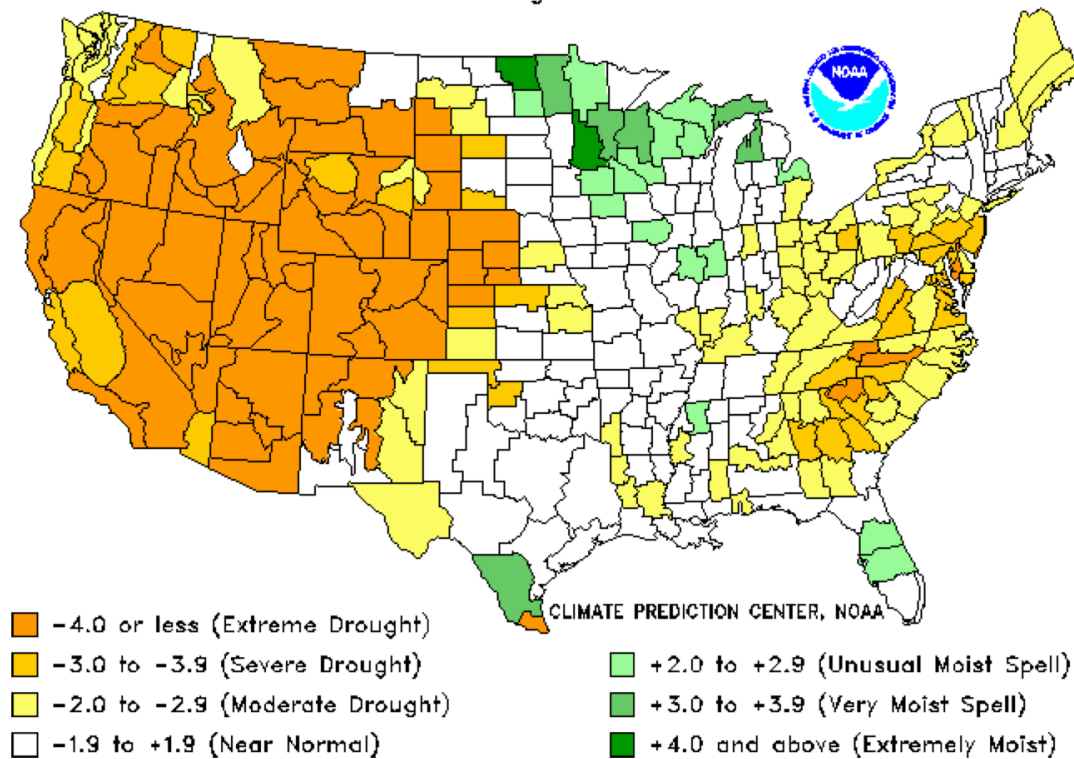 NOAA
CLIMATE PREDICTION CENTER, NOAA
-4.0 or less (Extreme Drought)
-3.0 to -3.9 (Severe Drought)
-2.0 to -2.9 (Moderate Drought)
-1.9 to +1.9 (Near Normal)
+2.0 to +2.9 (Unusual Moist Spell)
+3.0 to +3.9 (Very Moist Spell)
+4.0 and above (Extremely Moist)